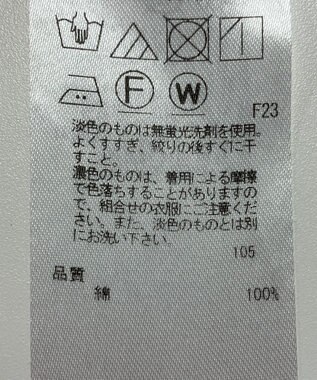 F W
F23
淡色のものは無蛍光洗剤を使用。
よくすすぎ、絞りの後すぐに干
すこと。
濃色のものは、着用による摩擦
で色落ちすることがありますの
で、組合せの衣服にご注意くだ
さい。また、淡色のものとは別
にお洗い下さい。
105
品質
綿 100%